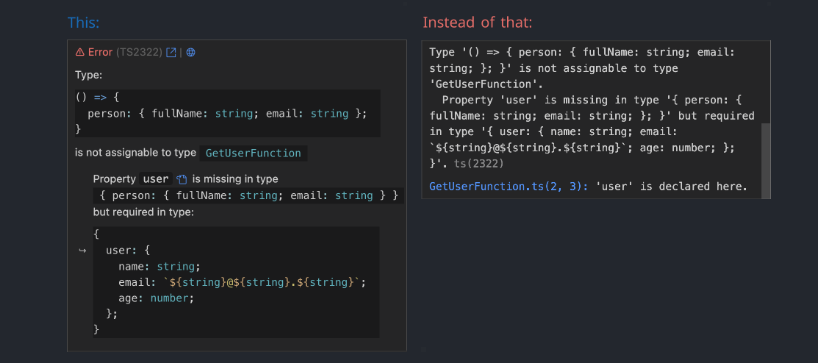 This:
Error (TS2322) |
Type:
() => {
  person: { fullName: string; email: string };
}
is not assignable to type GetUserFunction
Property user is missing in type
{ person: { fullName: string; email: string } }
but required in type:
{
  user: {
    name: string;
    email: `${string}@${string}.${string}`;
    age: number;
  };
}
Instead of that:
Type '() => { person: { fullName: string; email:
string; }; }' is not assignable to type
'GetUserFunction'.
  Property 'user' is missing in type '{ person: {
fullName: string; email: string; }; }' but required
in type '{ user: { name: string; email:
`${string}@${string}.${string}`; age: number; };
}'. ts(2322)
GetUserFunction.ts(2, 3): 'user' is declared here.